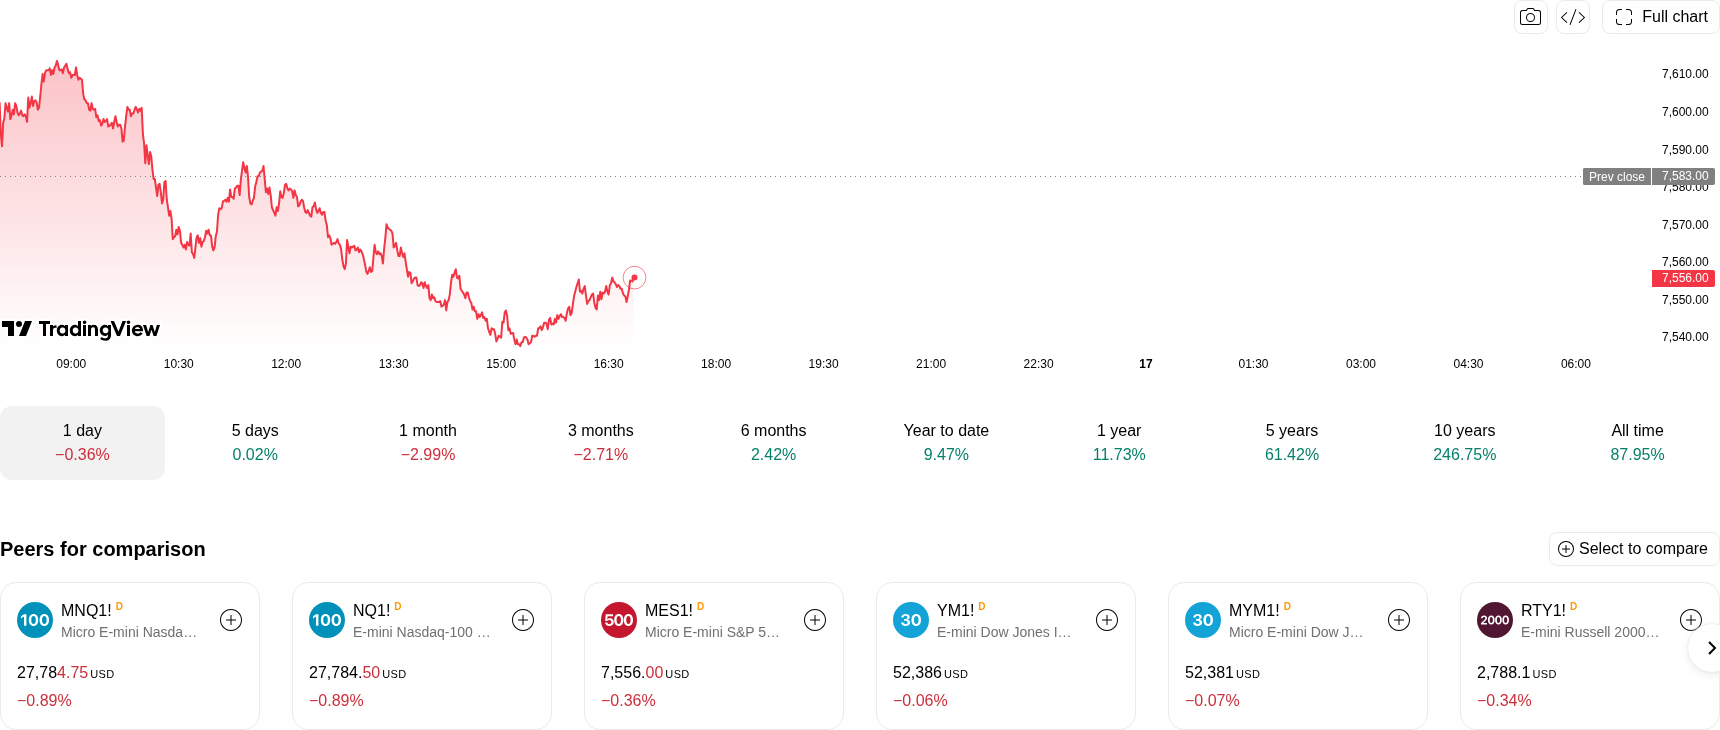 Full chart
7,610.00
7,600.00
7,590.00
Prev close 7,583.00
7,580.00
7,570.00
7,560.00
7,556.00
7,550.00
TradingView
7,540.00
09:00 10:30 12:00 13:30 15:00 16:30 18:00 19:30 21:00 22:30 17 01:30 03:00 04:30 06:00
1 day 5 days 1 month 3 months 6 months Year to date 1 year 5 years 10 years All time
−0.36% 0.02% −2.99% −2.71% 2.42% 9.47% 11.73% 61.42% 246.75% 87.95%
Peers for comparison
Select to compare
100 MNQ1! D
Micro E-mini Nasda…
27,784.75 USD
−0.89%
100 NQ1! D
E-mini Nasdaq-100 …
27,784.50 USD
−0.89%
500 MES1! D
Micro E-mini S&P 5…
7,556.00 USD
−0.36%
30 YM1! D
E-mini Dow Jones I…
52,386 USD
−0.06%
30 MYM1! D
Micro E-mini Dow J…
52,381 USD
−0.07%
2000 RTY1! D
E-mini Russell 2000…
2,788.1 USD
−0.34%